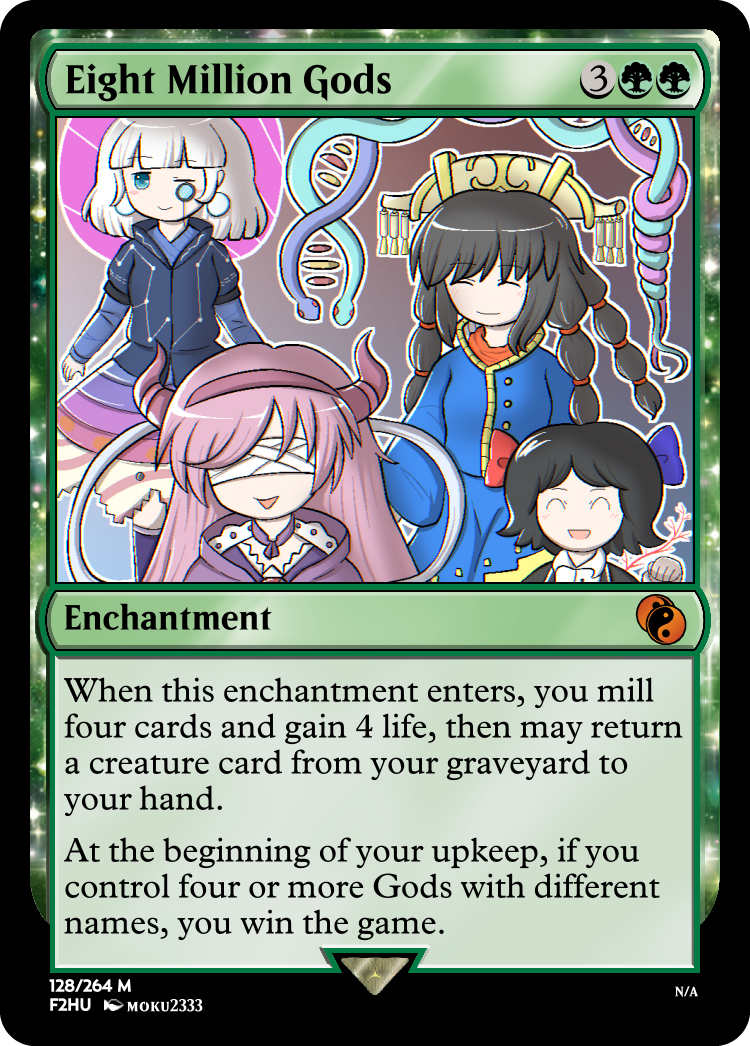 Eight Million Gods 3
Enchantment
When this enchantment enters, you mill
four cards and gain 4 life, then may return
a creature card from your graveyard to
your hand.
At the beginning of your upkeep, if you
control four or more Gods with different
names, you win the game.
128/264 M
F2HU MOKU2333
N/A